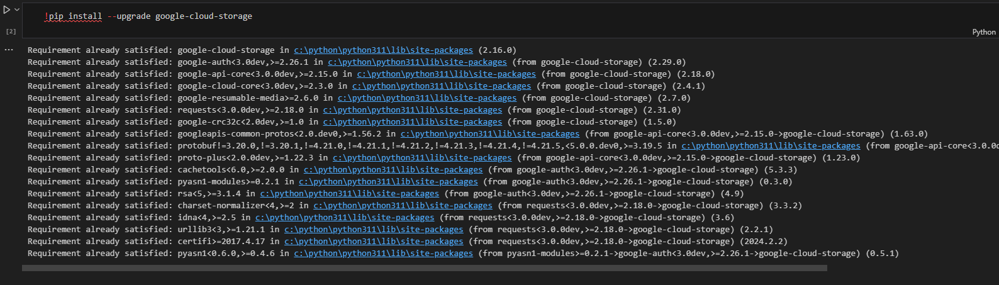 !pip install --upgrade google-cloud-storage
[2]
Python
...
Requirement already satisfied: google-cloud-storage in c:\python\python311\lib\site-packages (2.16.0)
Requirement already satisfied: google-auth<3.0dev,>=2.26.1 in c:\python\python311\lib\site-packages (from google-cloud-storage) (2.29.0)
Requirement already satisfied: google-api-core<3.0.0dev,>=2.15.0 in c:\python\python311\lib\site-packages (from google-cloud-storage) (2.18.0)
Requirement already satisfied: google-cloud-core<3.0dev,>=2.3.0 in c:\python\python311\lib\site-packages (from google-cloud-storage) (2.4.1)
Requirement already satisfied: google-resumable-media>=2.6.0 in c:\python\python311\lib\site-packages (from google-cloud-storage) (2.7.0)
Requirement already satisfied: requests<3.0.0dev,>=2.18.0 in c:\python\python311\lib\site-packages (from google-cloud-storage) (2.31.0)
Requirement already satisfied: google-crc32c<2.0dev,>=1.0 in c:\python\python311\lib\site-packages (from google-cloud-storage) (1.5.0)
Requirement already satisfied: googleapis-common-protos<2.0.dev0,>=1.56.2 in c:\python\python311\lib\site-packages (from google-api-core<3.0.0dev,>=2.15.0->google-cloud-storage) (1.63.0)
Requirement already satisfied: protobuf!=3.20.0,!=3.20.1,!=4.21.0,!=4.21.1,!=4.21.2,!=4.21.3,!=4.21.4,!=4.21.5,<5.0.0.dev0,>=3.19.5 in c:\python\python311\lib\site-packages (from google-api-core<3.0.0d
Requirement already satisfied: proto-plus<2.0.0dev,>=1.22.3 in c:\python\python311\lib\site-packages (from google-api-core<3.0.0dev,>=2.15.0->google-cloud-storage) (1.23.0)
Requirement already satisfied: cachetools<6.0,>=2.0.0 in c:\python\python311\lib\site-packages (from google-auth<3.0dev,>=2.26.1->google-cloud-storage) (5.3.3)
Requirement already satisfied: pyasn1-modules>=0.2.1 in c:\python\python311\lib\site-packages (from google-auth<3.0dev,>=2.26.1->google-cloud-storage) (0.3.0)
Requirement already satisfied: rsa<5,>=3.1.4 in c:\python\python311\lib\site-packages (from google-auth<3.0dev,>=2.26.1->google-cloud-storage) (4.9)
Requirement already satisfied: charset-normalizer<4,>=2 in c:\python\python311\lib\site-packages (from requests<3.0.0dev,>=2.18.0->google-cloud-storage) (3.3.2)
Requirement already satisfied: idna<4,>=2.5 in c:\python\python311\lib\site-packages (from requests<3.0.0dev,>=2.18.0->google-cloud-storage) (3.6)
Requirement already satisfied: urllib3<3,>=1.21.1 in c:\python\python311\lib\site-packages (from requests<3.0.0dev,>=2.18.0->google-cloud-storage) (2.2.1)
Requirement already satisfied: certifi>=2017.4.17 in c:\python\python311\lib\site-packages (from requests<3.0.0dev,>=2.18.0->google-cloud-storage) (2024.2.2)
Requirement already satisfied: pyasn1<0.6.0,>=0.4.6 in c:\python\python311\lib\site-packages (from pyasn1-modules>=0.2.1->google-auth<3.0dev,>=2.26.1->google-cloud-storage) (0.5.1)